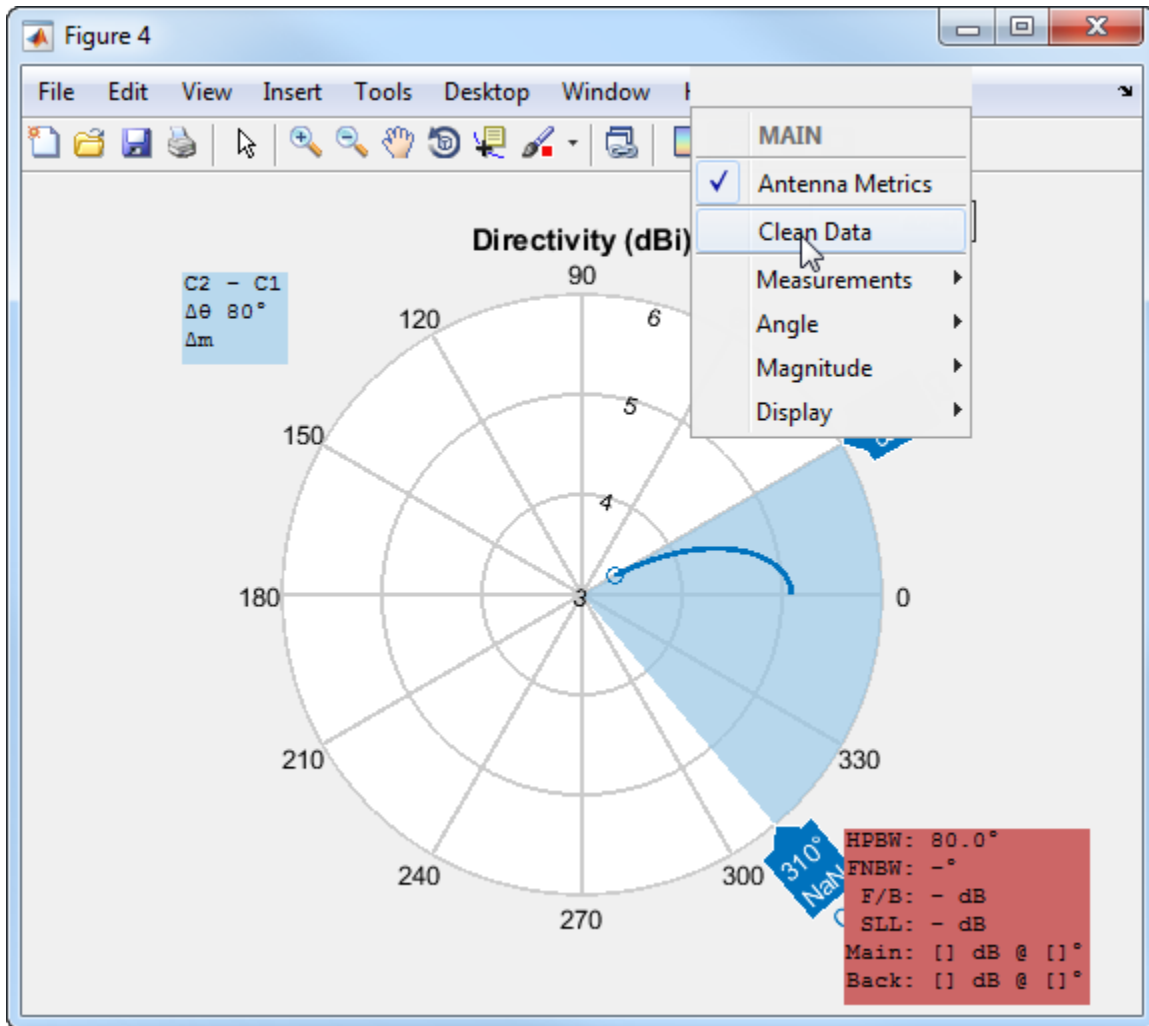 Figure 4
File Edit View Insert Tools Desktop Window
MAIN
Antenna Metrics
Clean Data
Measurements
Angle
Magnitude
Display
Directivity (dBi)
C2 - C1
Δθ 80°
Δm
90
120
6
5
150
4
180
3
0
210
330
240
300
270
310°
NaN
HPBW: 80.0°
FNBW: -°
F/B: - dB
SLL: - dB
Main: [] dB @ []°
Back: [] dB @ []°